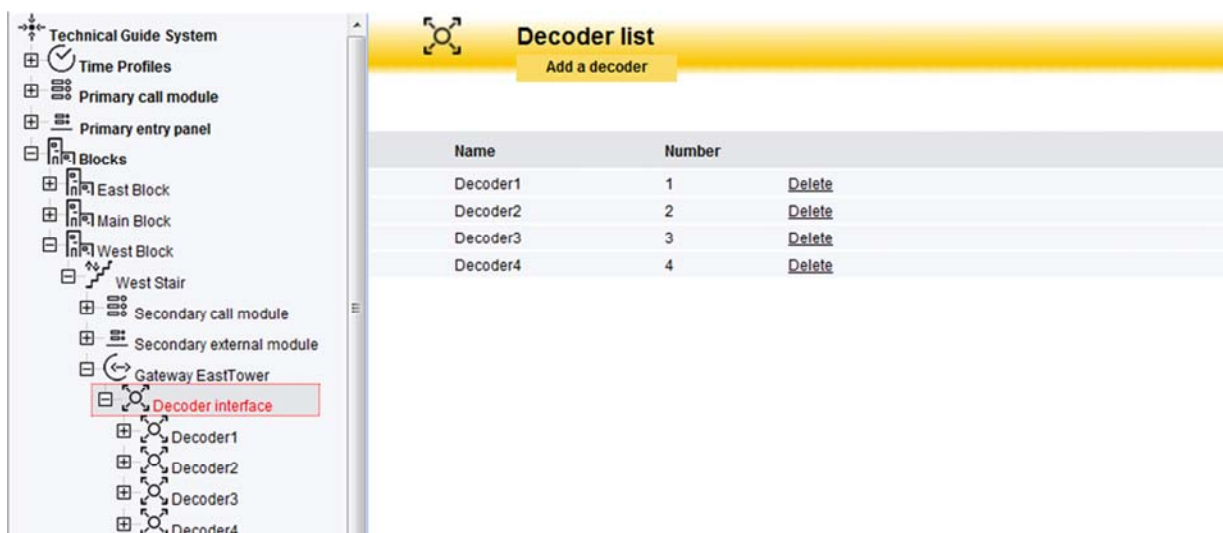 Technical Guide System
Time Profiles
Primary call module
Primary entry panel
Blocks
East Block
Main Block
West Block
West Stair
Secondary call module
Secondary external module
Gateway EastTower
Decoder interface
Decoder1
Decoder2
Decoder3
Decoder4
Decoder list
Add a decoder
Name Number
Decoder1 1 Delete
Decoder2 2 Delete
Decoder3 3 Delete
Decoder4 4 Delete